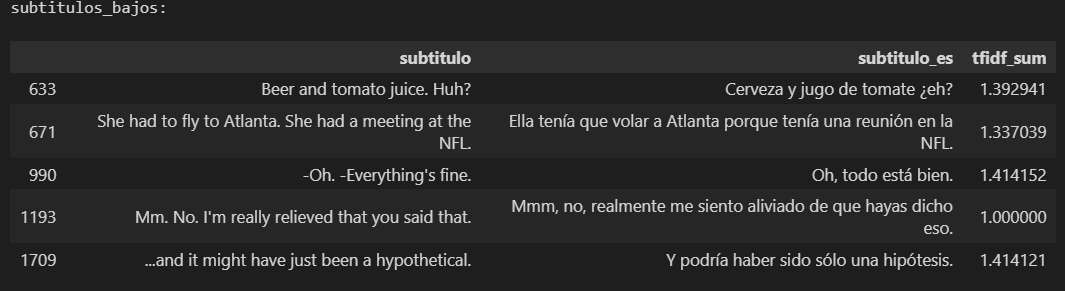 subtitulos_bajos:
subtitulo subtitulo_es tfidf_sum
633 Beer and tomato juice. Huh? Cerveza y jugo de tomate ¿eh? 1.392941
She had to fly to Atlanta. She had a meeting at the Ella tenía que volar a Atlanta porque tenía una reunión en la
671 1.337039
NFL. NFL.
990 -Oh. -Everything's fine. Oh, todo está bien. 1.414152
Mmm, no, realmente me siento aliviado de que hayas dicho
1193 Mm. No. I'm really relieved that you said that. 1.000000
eso.
1709 ...and it might have just been a hypothetical. Y podría haber sido sólo una hipótesis. 1.414121